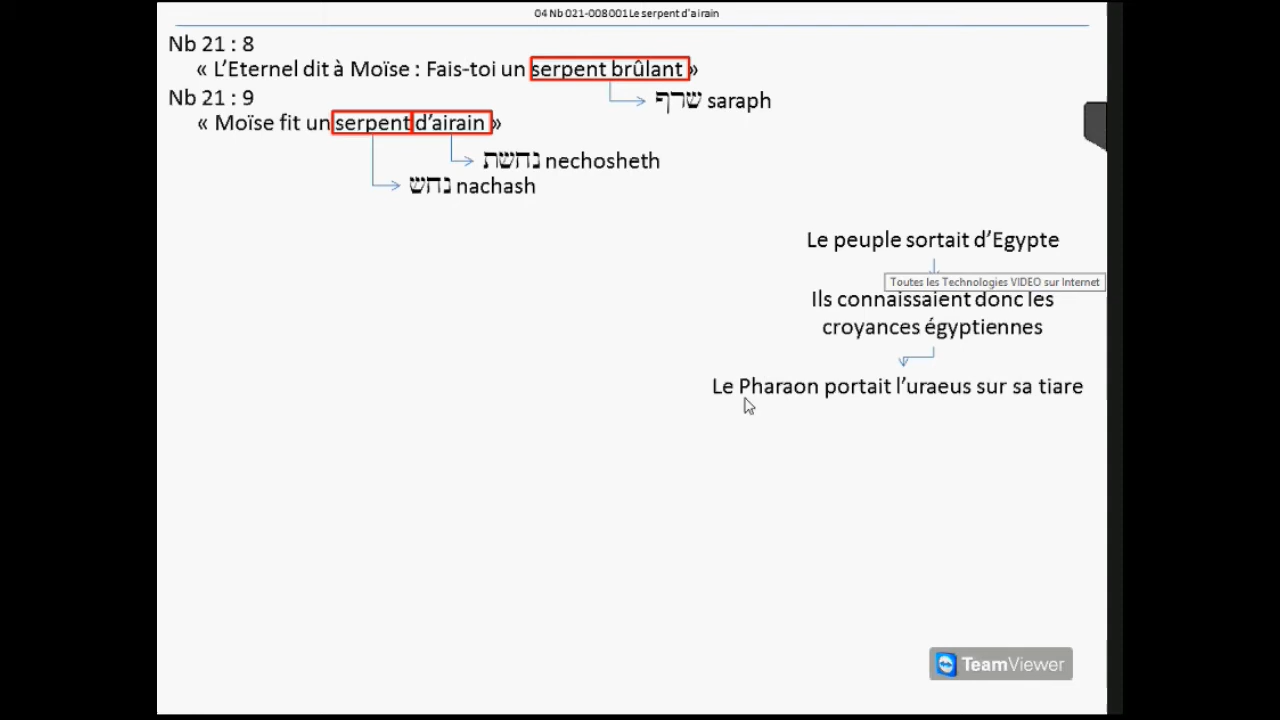 04 Nb 021-008001Le serpent d'airain
Nb 21 : 8
« L'Eternel dit à Moïse : Fais-toi un serpent brûlant »
שרף saraph
Nb 21 : 9
« Moïse fit un serpent d'airain »
נחשת nechosheth
נחש nachash
Le peuple sortait d'Egypte
Toutes les Technologies VIDEO sur Internet
Ils connaissaient donc les
croyances égyptiennes
Le Pharaon portait l'uraeus sur sa tiare
TeamViewer